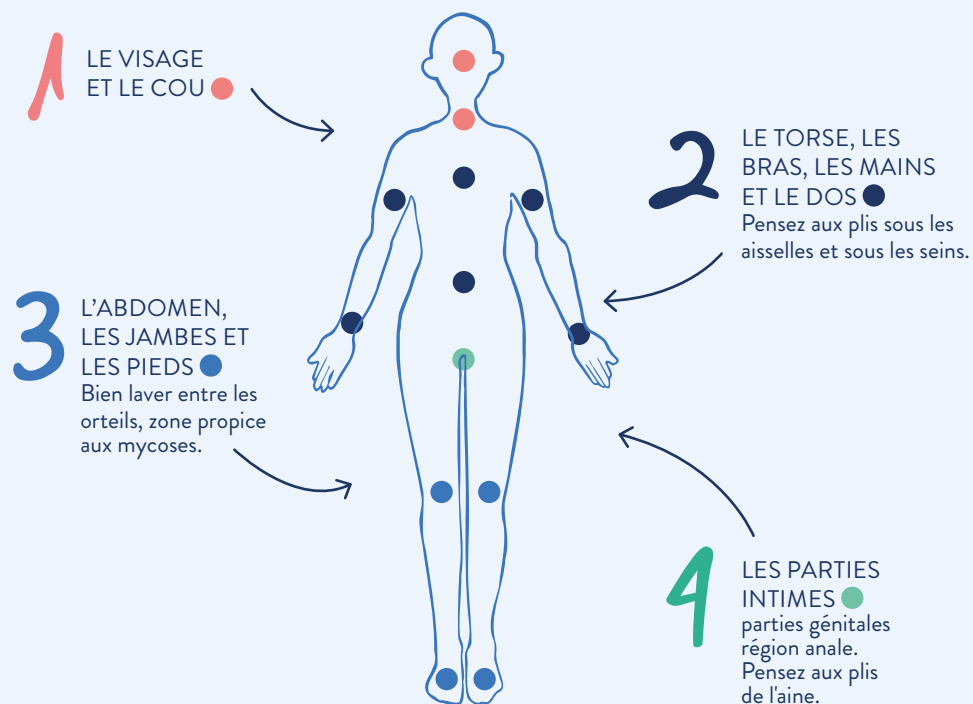 1
LE VISAGE
ET LE COU
2
LE TORSE, LES
BRAS, LES MAINS
ET LE DOS
Pensez aux plis sous les
aisselles et sous les seins.
3
L'ABDOMEN,
LES JAMBES ET
LES PIEDS
Bien laver entre les
orteils, zone propice
aux mycoses.
4
LES PARTIES
INTIMES
parties génitales
région anale.
Pensez aux plis
de l'aine.